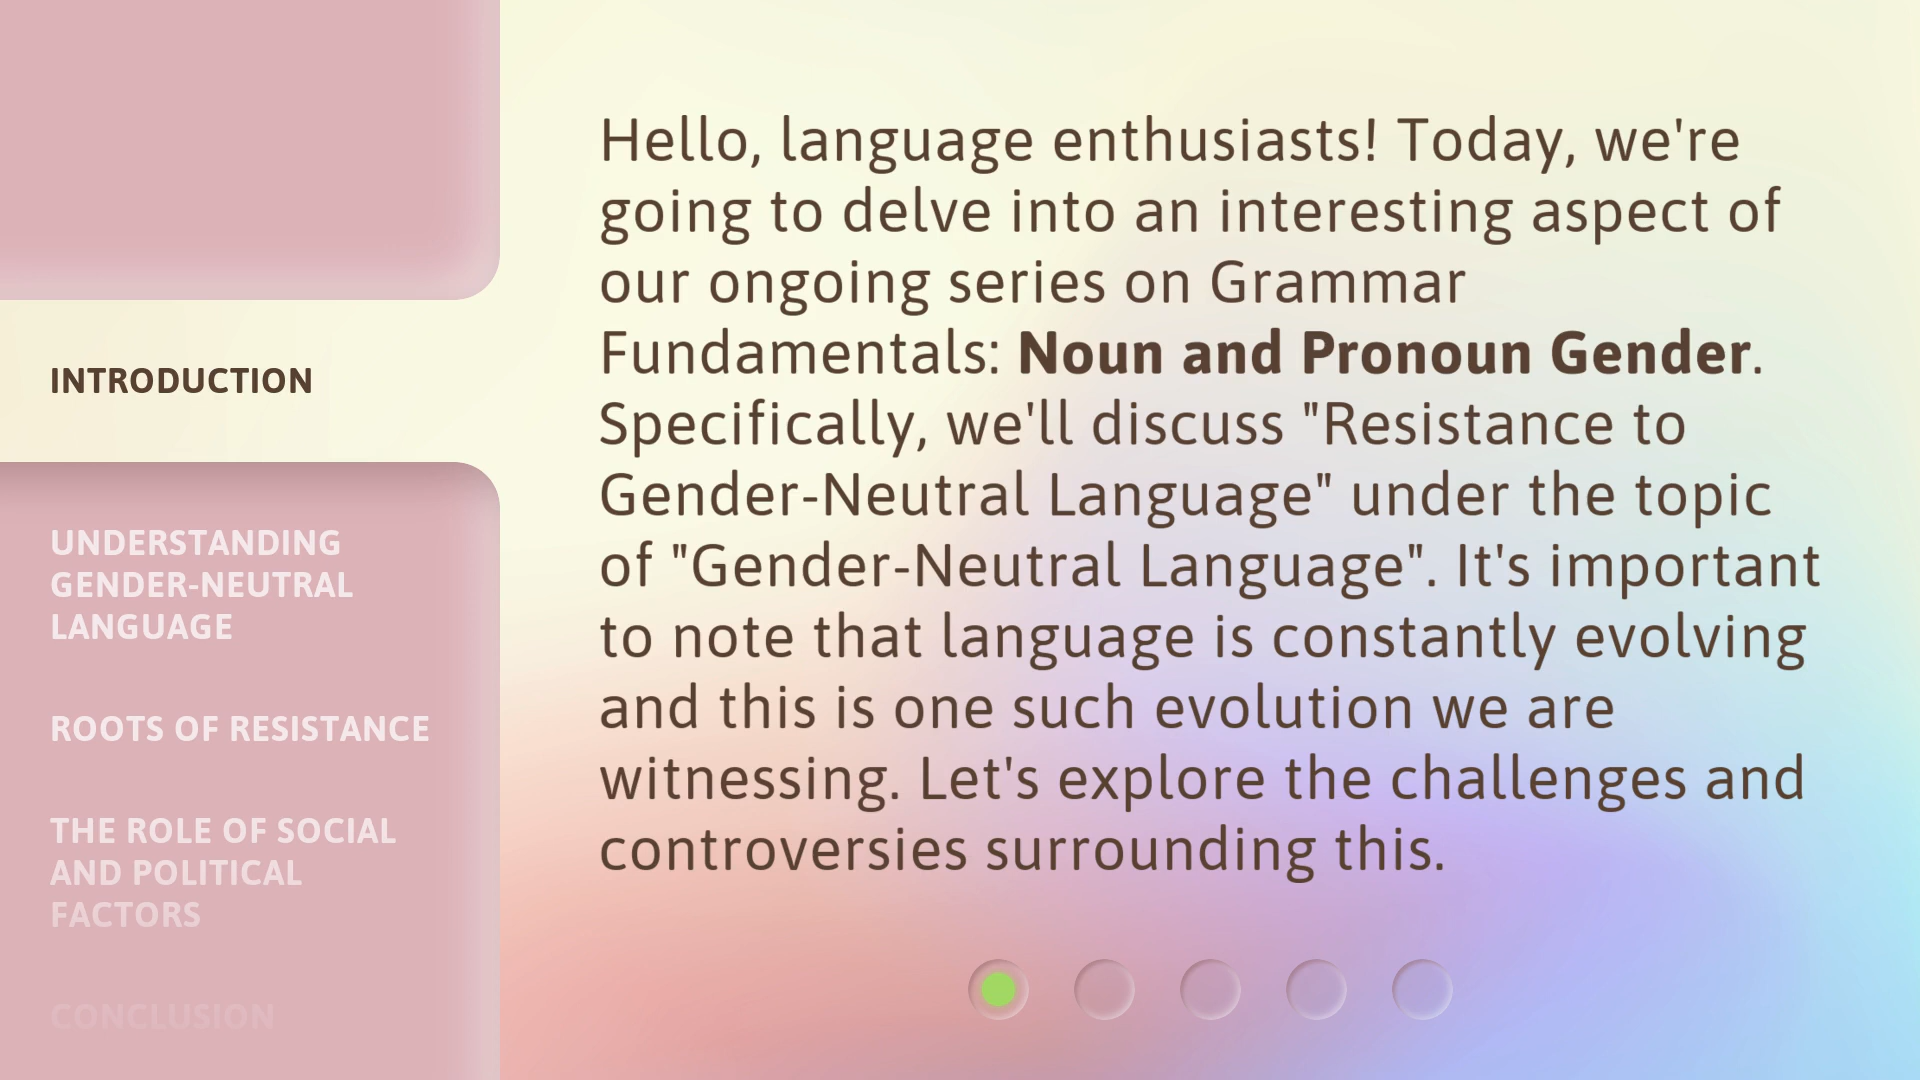 INTRODUCTION
UNDERSTANDING
GENDER-NEUTRAL
LANGUAGE
ROOTS OF RESISTANCE
THE ROLE OF SOCIAL
AND POLITICAL
FACTORS
CONCLUSION
Hello, language enthusiasts! Today, we're
going to delve into an interesting aspect of
our ongoing series on Grammar
Fundamentals: Noun and Pronoun Gender.
Specifically, we'll discuss "Resistance to
Gender-Neutral Language" under the topic
of "Gender-Neutral Language". It's important
to note that language is constantly evolving
and this is one such evolution we are
witnessing. Let's explore the challenges and
controversies surrounding this.